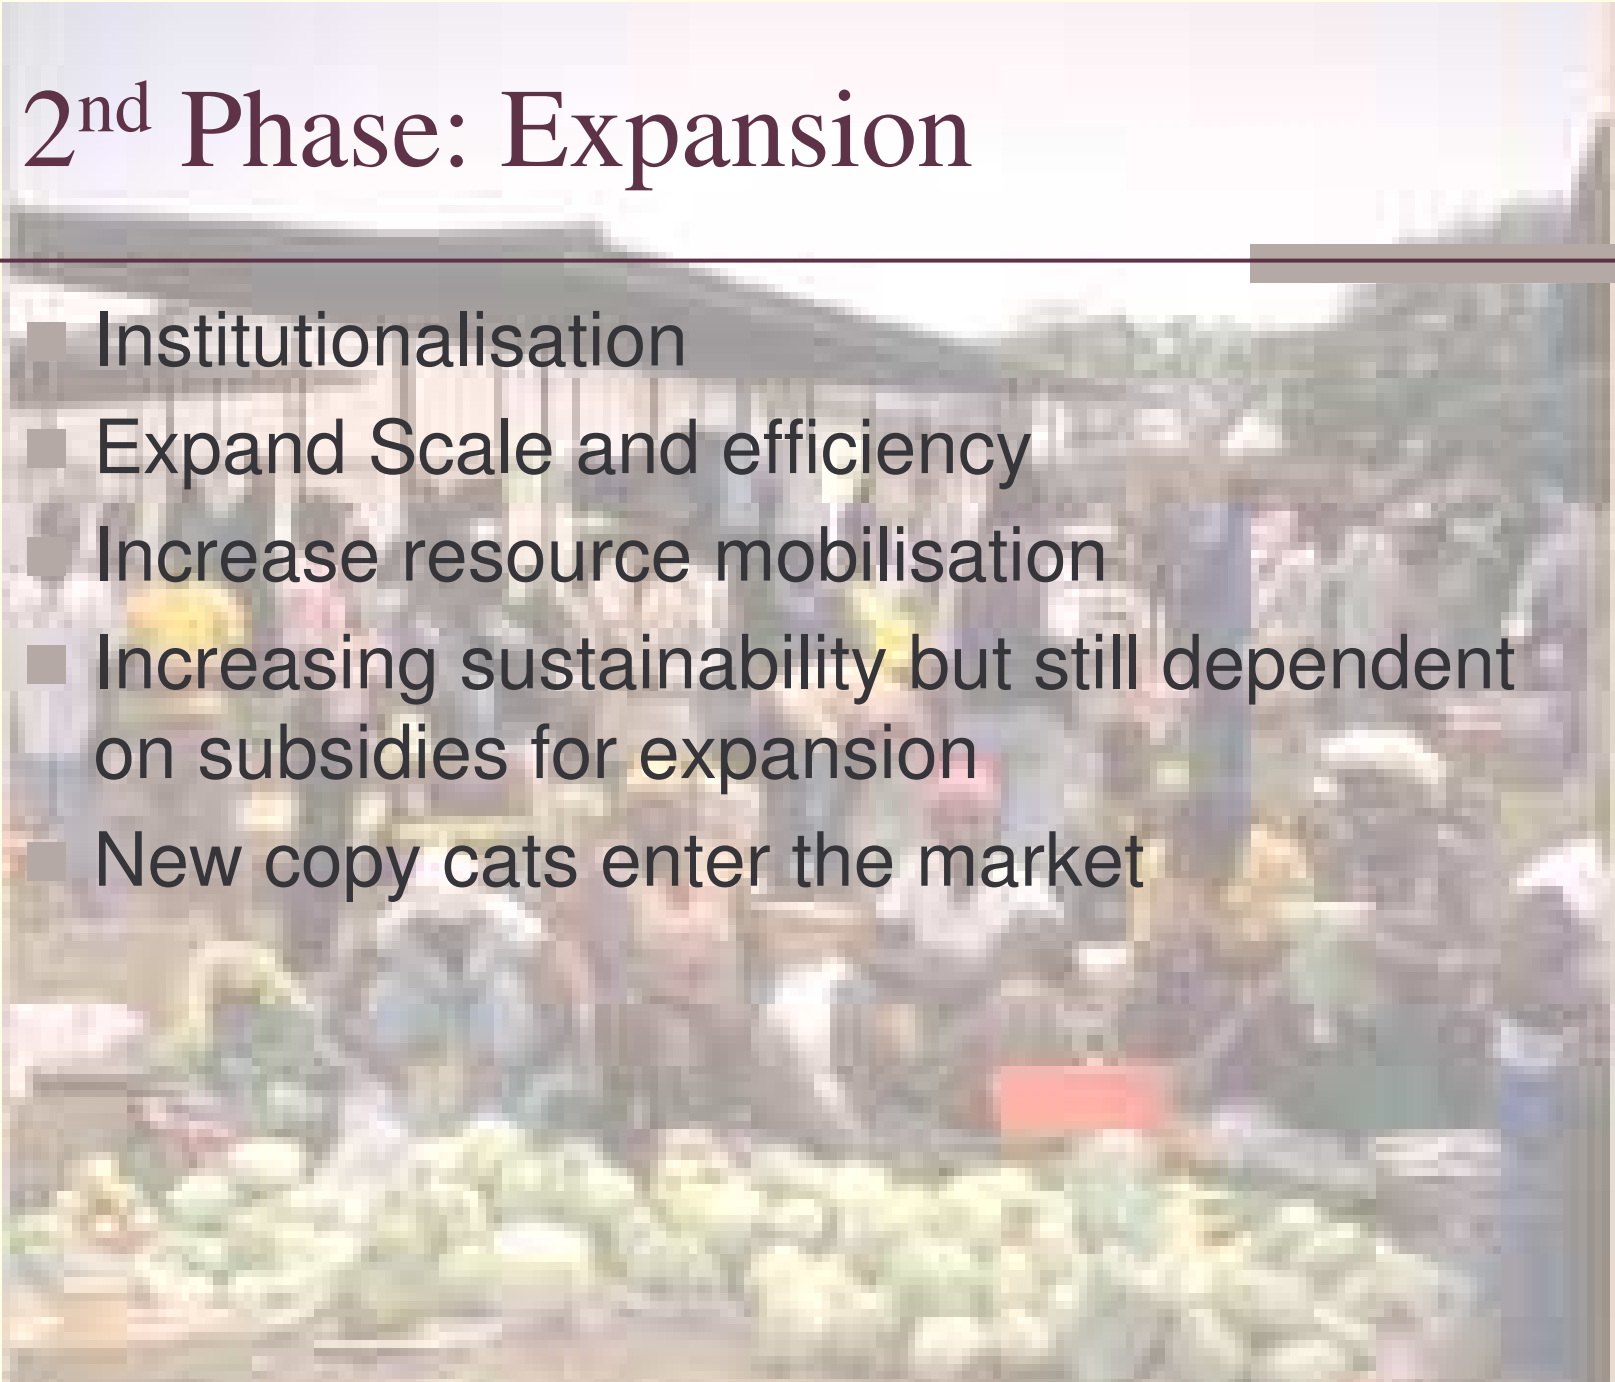 2nd Phase: Expansion
Institutionalisation
Expand Scale and efficiency
Increase resource mobilisation
Increasing sustainability but still dependent
on subsidies for expansion
New copy cats enter the market